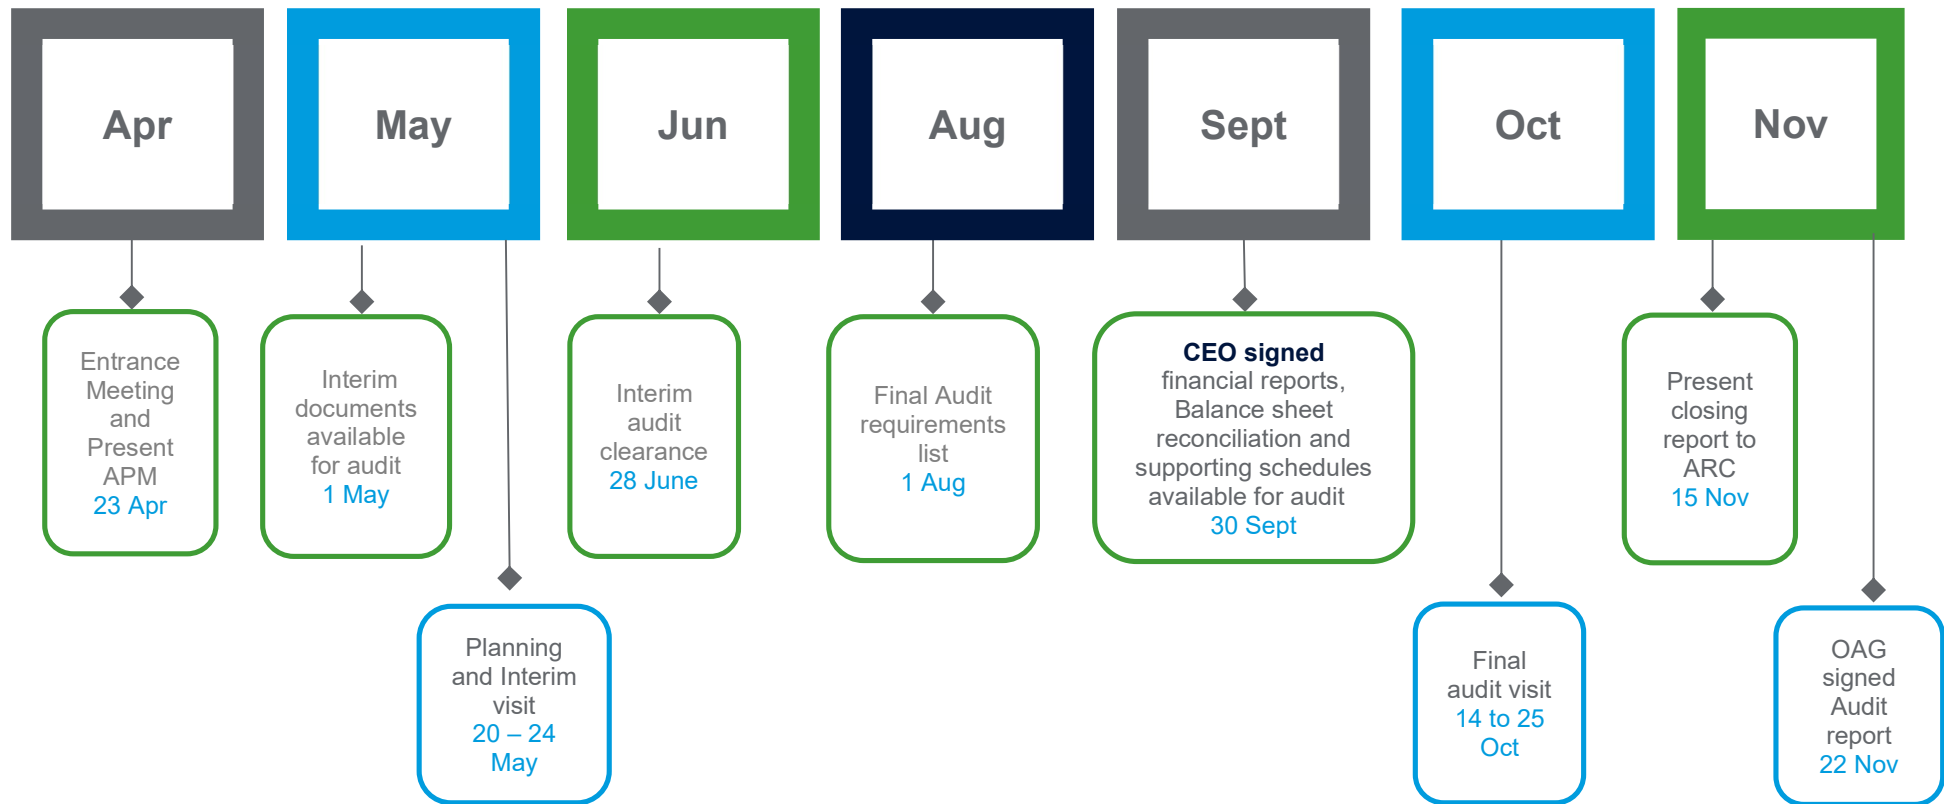 Apr
May
Jun
Aug
Sept
Oct
Nov
Entrance
Meeting
and
Present
APM
23 Apr
Interim
documents
available
for audit
1 May
Planning
and Interim
visit
20 – 24
May
Interim
audit
clearance
28 June
Final Audit
requirements
list
1 Aug
CEO signed
financial reports,
Balance sheet
reconciliation and
supporting schedules
available for audit
30 Sept
Final
audit visit
14 to 25
Oct
Present
closing
report to
ARC
15 Nov
OAG
signed
Audit
report
22 Nov